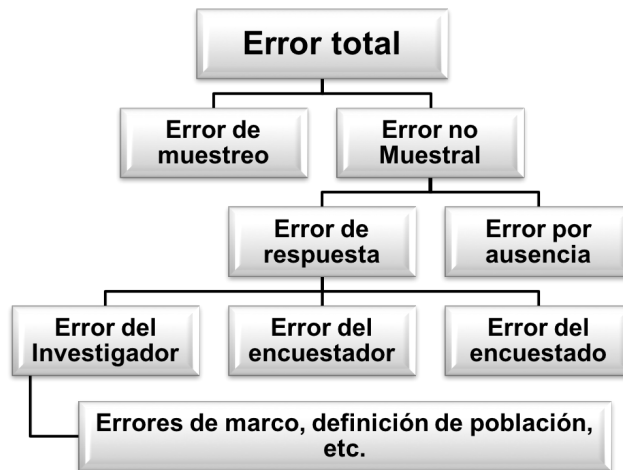 Error total
Error de
muestreo
Error no
Muestral
Error de
respuesta
Error por
ausencia
Error del
Investigador
Error del
encuestador
Error del
encuestado
Errores de marco, definición de población,
etc.